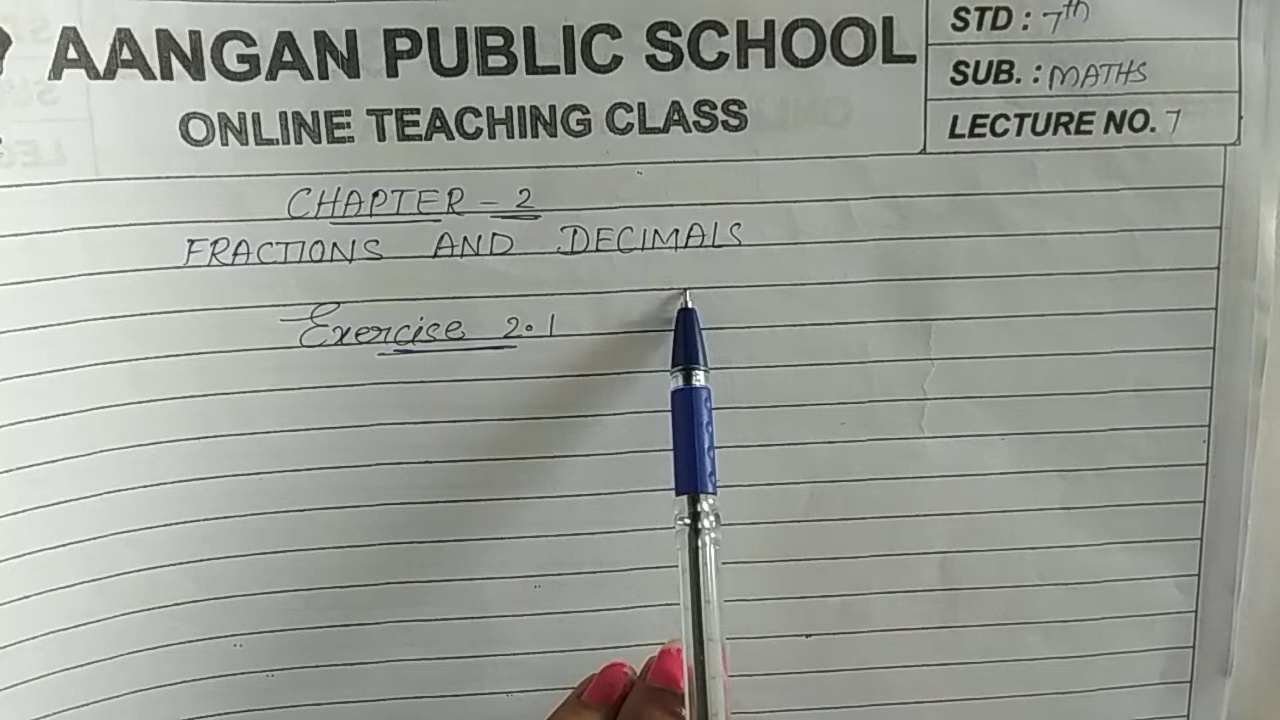 AANGAN PUBLIC SCHOOL
ONLINE TEACHING CLASS
STD : 7th
SUB. : MATHS
LECTURE NO. 7
CHAPTER - 2
FRACTIONS AND DECIMALS
Exercise 2.1